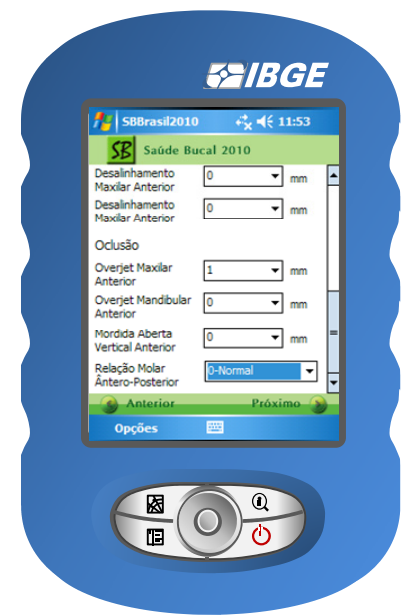 IBGE
SBBrasil2010 11:53
SB Saúde Bucal 2010
Desalinhamento
Maxilar Anterior
0 mm
Desalinhamento
Maxilar Anterior
0 mm
Oclusão
Overjet Maxilar
Anterior
1 mm
Overjet Mandibular
Anterior
0 mm
Mordida Aberta
Vertical Anterior
0 mm
Relação Molar
Ântero-Posterior
0-Normal
Anterior Próximo
Opções